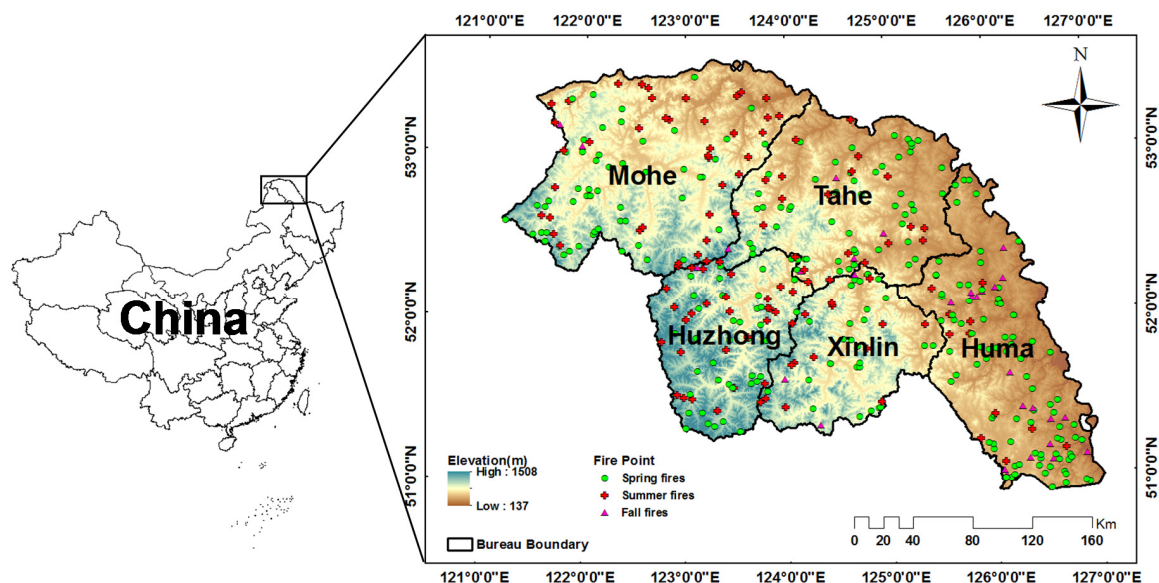 121°0'0"E 122°0'0"E 123°0'0"E 124°0'0"E 125°0'0"E 126°0'0"E 127°0'0"E
N
53°0'0"N
53°0'0"N
52°0'0"N
52°0'0"N
51°0'0"N
51°0'0"N
China
Mohe
Tahe
Huzhong
Xinlin
Huma
Elevation(m)
High : 1508
Low : 137
Bureau Boundary
Fire Point
Spring fires
Summer fires
Fall fires
Km
0 20 40 80 120 160
121°0'0"E 122°0'0"E 123°0'0"E 124°0'0"E 125°0'0"E 126°0'0"E 127°0'0"E